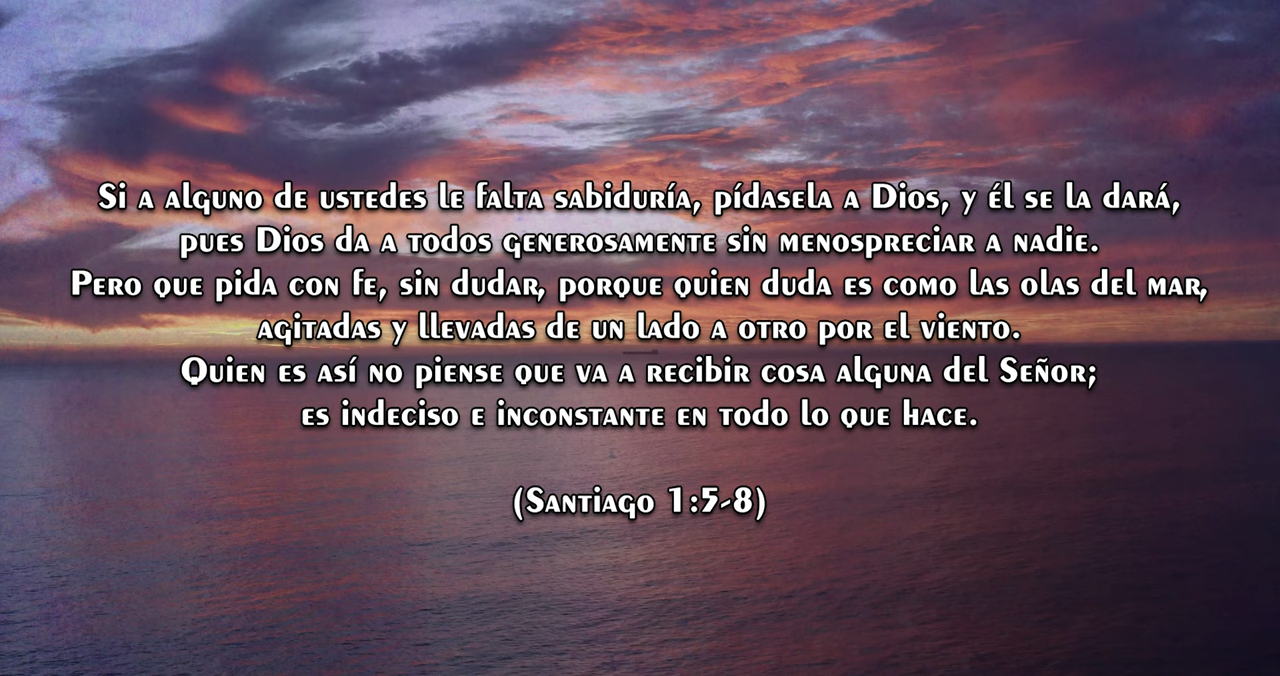 Si a alguno de ustedes le falta sabiduría, pídasela a Dios, y él se la dará,
pues Dios da a todos generosamente sin menospreciar a nadie.
Pero que pida con fe, sin dudar, porque quien duda es como las olas del mar,
agitadas y llevadas de un lado a otro por el viento.
Quien es así no piense que va a recibir cosa alguna del Señor;
es indeciso e inconstante en todo lo que hace.
(Santiago 1:5-8)